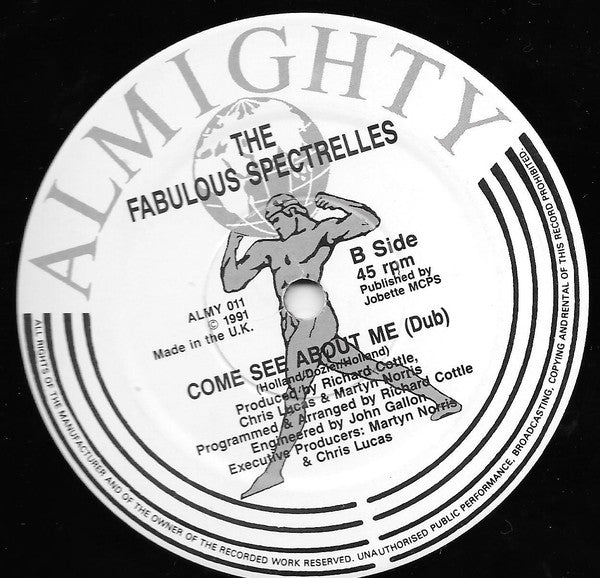 ALMIGHTY
THE
FABULOUS SPECTRELLES
B Side
45 rpm
Published by
Jobette MCPS
ALMY 011
© 1991
Made in the U.K.
COME SEE ABOUT ME (Dub)
(Holland/Dozier/Holland)
Produced by Richard Cottle,
Chris Lucas & Martyn Norris
Programmed & Arranged by Richard Cottle
Engineered by John Gallon
Executive Producers: Martyn Norris
& Chris Lucas
ALL RIGHTS OF THE MANUFACTURER AND OF THE OWNER OF THE RECORDED WORK RESERVED. UNAUTHORISED PUBLIC PERFORMANCE, BROADCASTING, COPYING AND RENTAL OF THIS RECORD PROHIBITED.